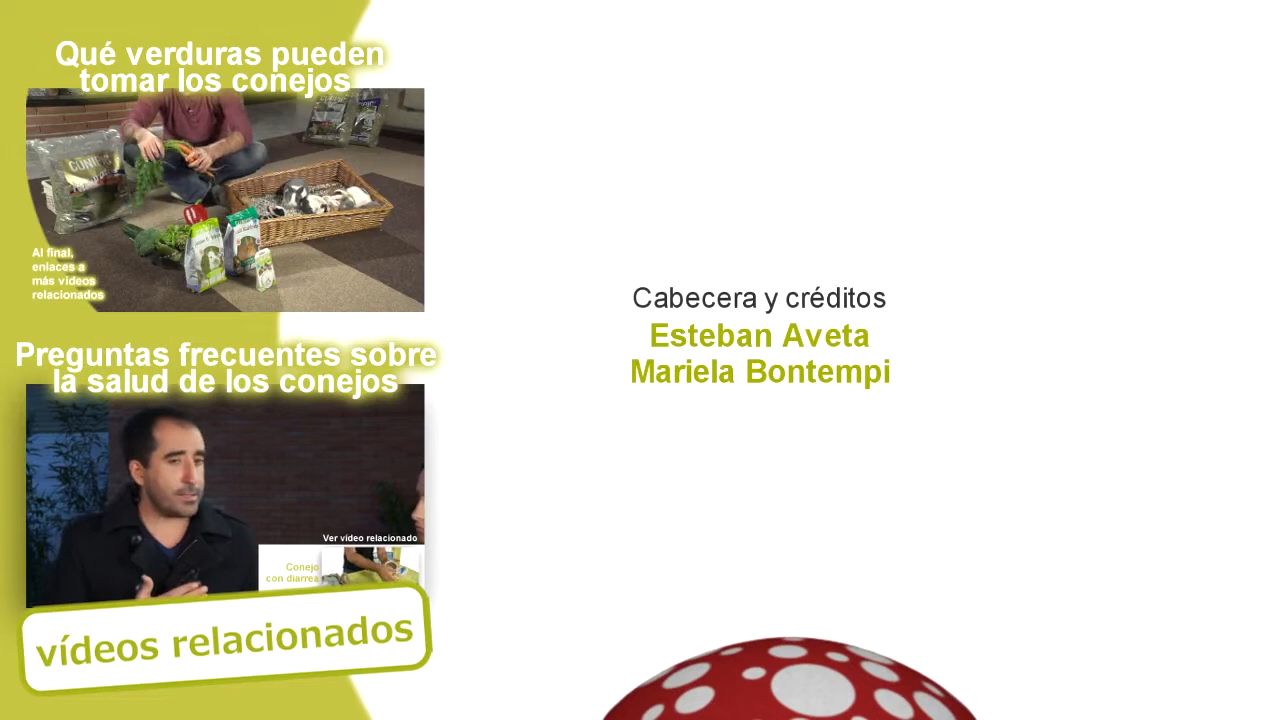 Qué verduras pueden
tomar los conejos
Al final,
enlaces a
más vídeos
relacionados
Preguntas frecuentes sobre
la salud de los conejos
Ver vídeo relacionado
Conejo
con diarrea
vídeos relacionados
Cabecera y créditos
Esteban Aveta
Mariela Bontempi